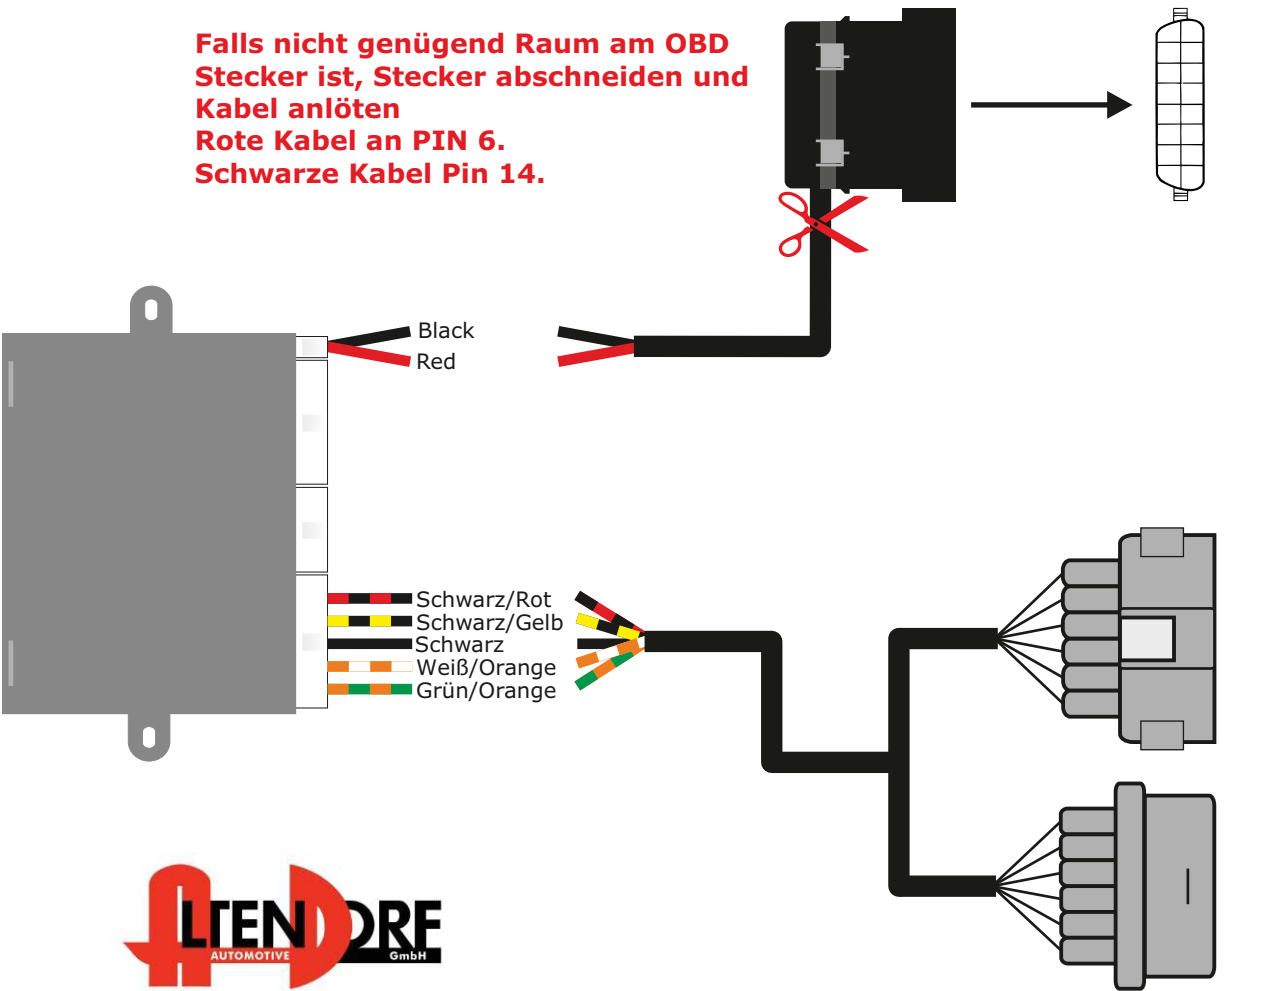 Falls nicht genügend Raum am OBD
Stecker ist, Stecker abschneiden und
Kabel anlöten
Rote Kabel an PIN 6.
Schwarze Kabel Pin 14.
Black
Red
Schwarz/Rot
Schwarz/Gelb
Schwarz
Weiß/Orange
Grün/Orange
ALTENDORF
AUTOMOTIVE GmbH